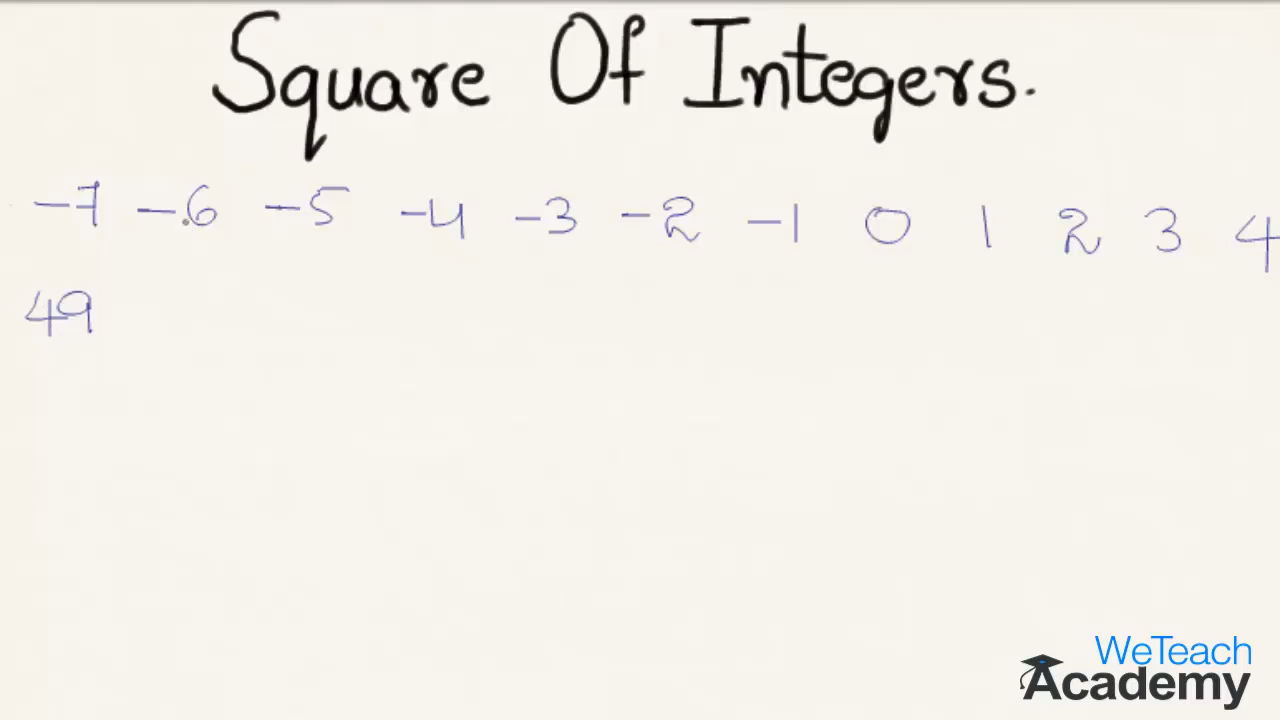 Square Of Integers.
-7 -6 -5 -4 -3 -2 -1 0 1 2 3 4
49
WeTeach
Academy